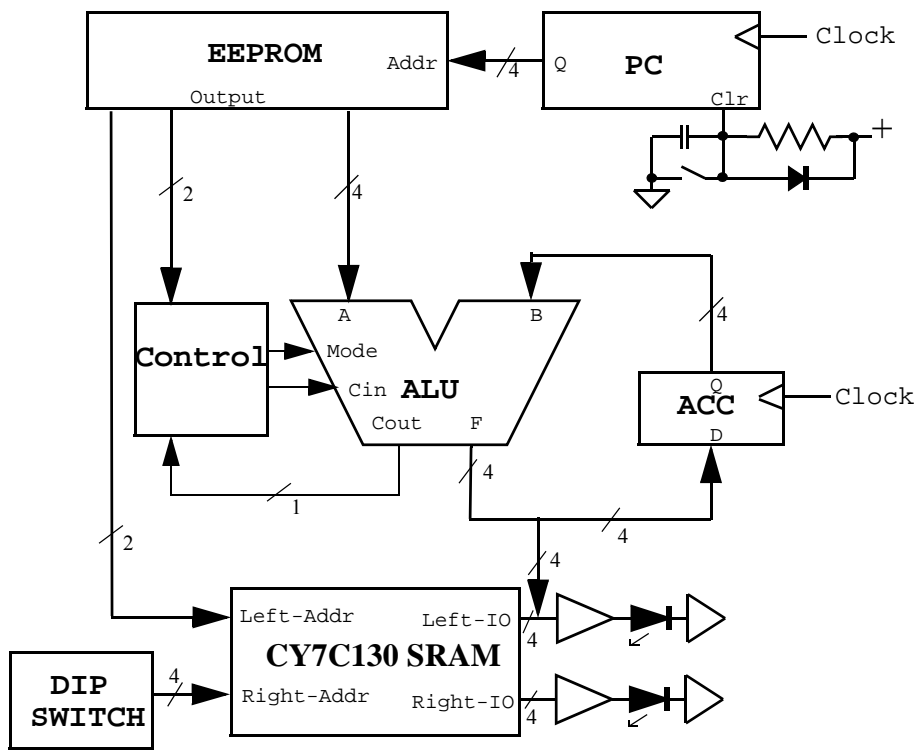 EEPROM
Addr
Output
4
Q
PC
Clock
Clr
+
2
4
A
B
4
Control
Mode
Cin
ALU
Cout
F
Q
ACC
D
Clock
4
1
4
2
4
Left-Addr
Left-IO
4
CY7C130 SRAM
DIP
SWITCH
4
Right-Addr
Right-IO
4